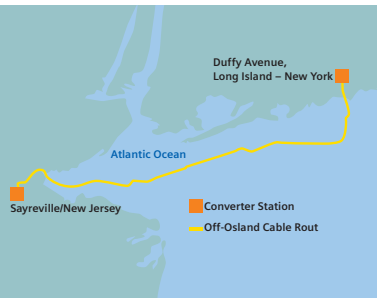 Duffy Avenue,
Long Island – New York
Atlantic Ocean
Sayreville/New Jersey
Converter Station
Off-Osland Cable Rout